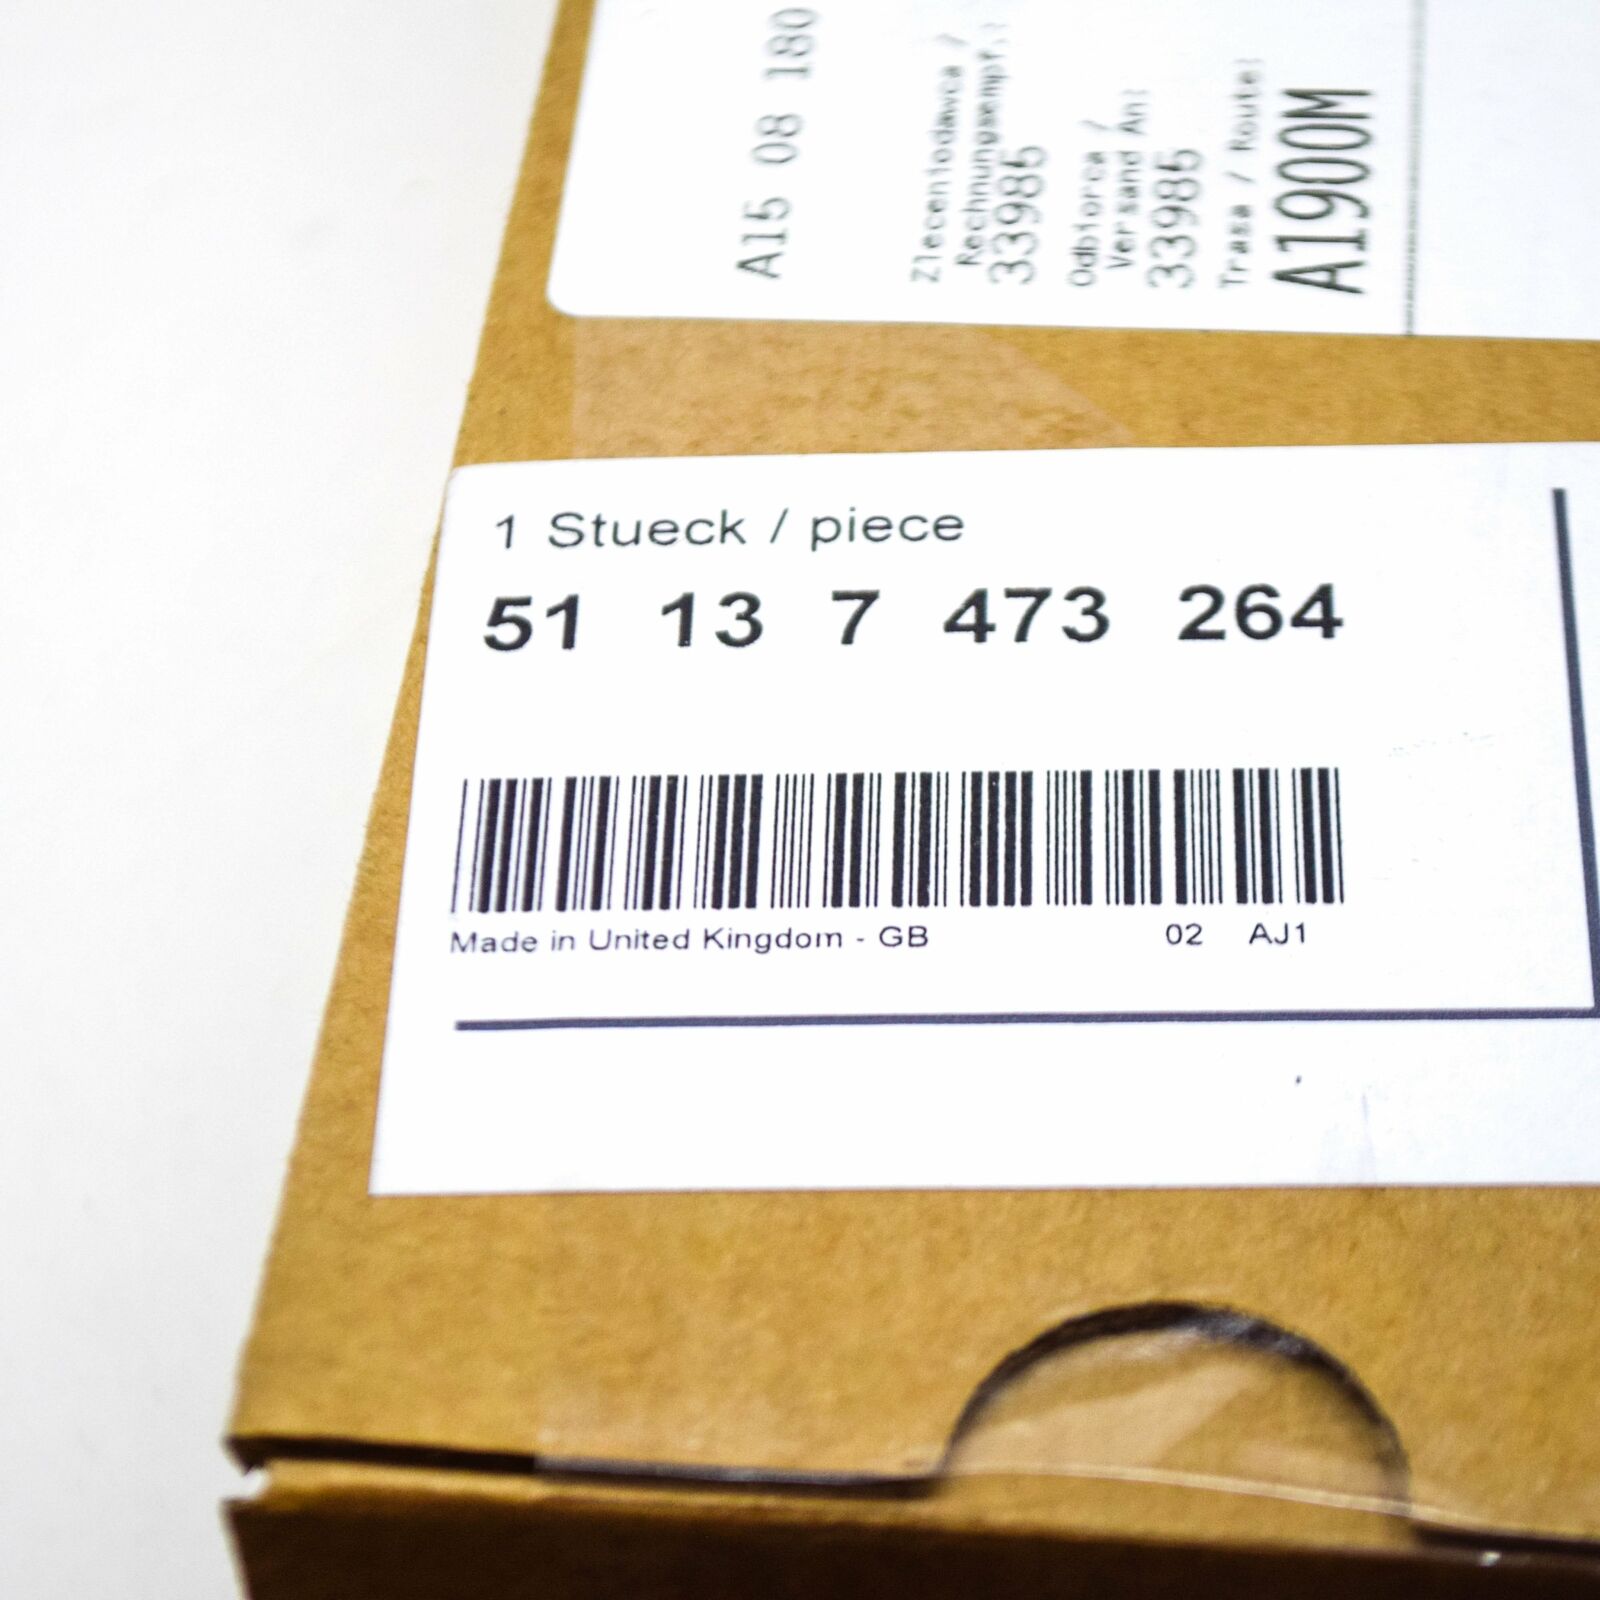 A15 08 180
Zleceniodawca /
Rechnungsempf.:
33985
Odbiorca /
Versand An:
33985
Trasa / Route:
A1900M
1 Stueck / piece
51 13 7 473 264
Made in United Kingdom - GB 02 AJ1